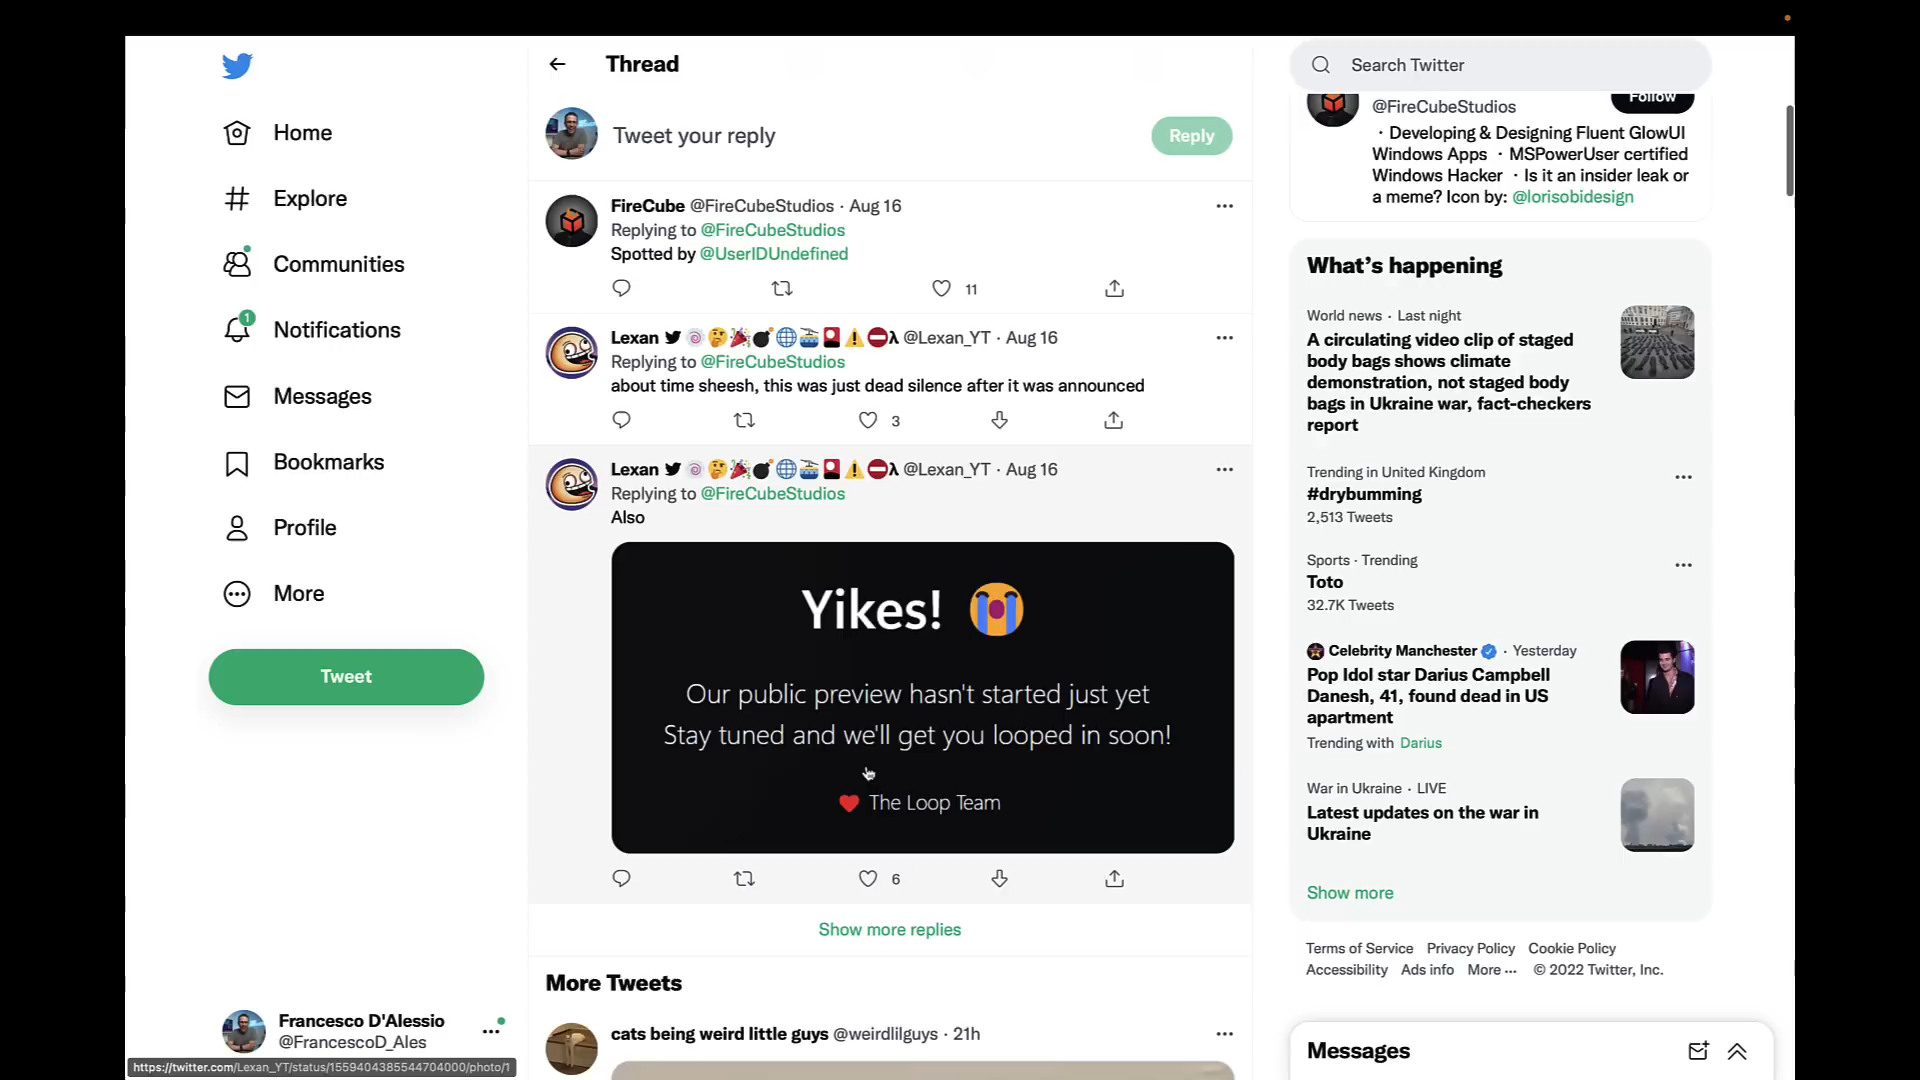 Home
Explore
Communities
1
Notifications
Messages
Bookmarks
Profile
More
Tweet
Francesco D'Alessio
@FrancescoD_Ales
https://twitter.com/Lexan_YT/status/1559404385544704000/photo/1
Thread
Tweet your reply
Reply
FireCube @FireCubeStudios · Aug 16
Replying to @FireCubeStudios
Spotted by @UserIDUndefined
11
Lexan 🐦🍥🤔🎉💣🌐🚠🎴⚠️⛔λ @Lexan_YT · Aug 16
Replying to @FireCubeStudios
about time sheesh, this was just dead silence after it was announced
3
Lexan 🐦🍥🤔🎉💣🌐🚠🎴⚠️⛔λ @Lexan_YT · Aug 16
Replying to @FireCubeStudios
Also
Yikes! 😭
Our public preview hasn't started just yet
Stay tuned and we'll get you looped in soon!
❤ The Loop Team
6
Show more replies
More Tweets
cats being weird little guys @weirdlilguys · 21h
Search Twitter
@FireCubeStudios
Follow
· Developing & Designing Fluent GlowUI
Windows Apps · MSPowerUser certified
Windows Hacker · Is it an insider leak or
a meme? Icon by: @lorisobidesign
What's happening
World news · Last night
A circulating video clip of staged
body bags shows climate
demonstration, not staged body
bags in Ukraine war, fact-checkers
report
Trending in United Kingdom
#drybumming
2,513 Tweets
Sports · Trending
Toto
32.7K Tweets
Celebrity Manchester · Yesterday
Pop Idol star Darius Campbell
Danesh, 41, found dead in US
apartment
Trending with Darius
War in Ukraine · LIVE
Latest updates on the war in
Ukraine
Show more
Terms of Service Privacy Policy Cookie Policy
Accessibility Ads info More ··· © 2022 Twitter, Inc.
Messages